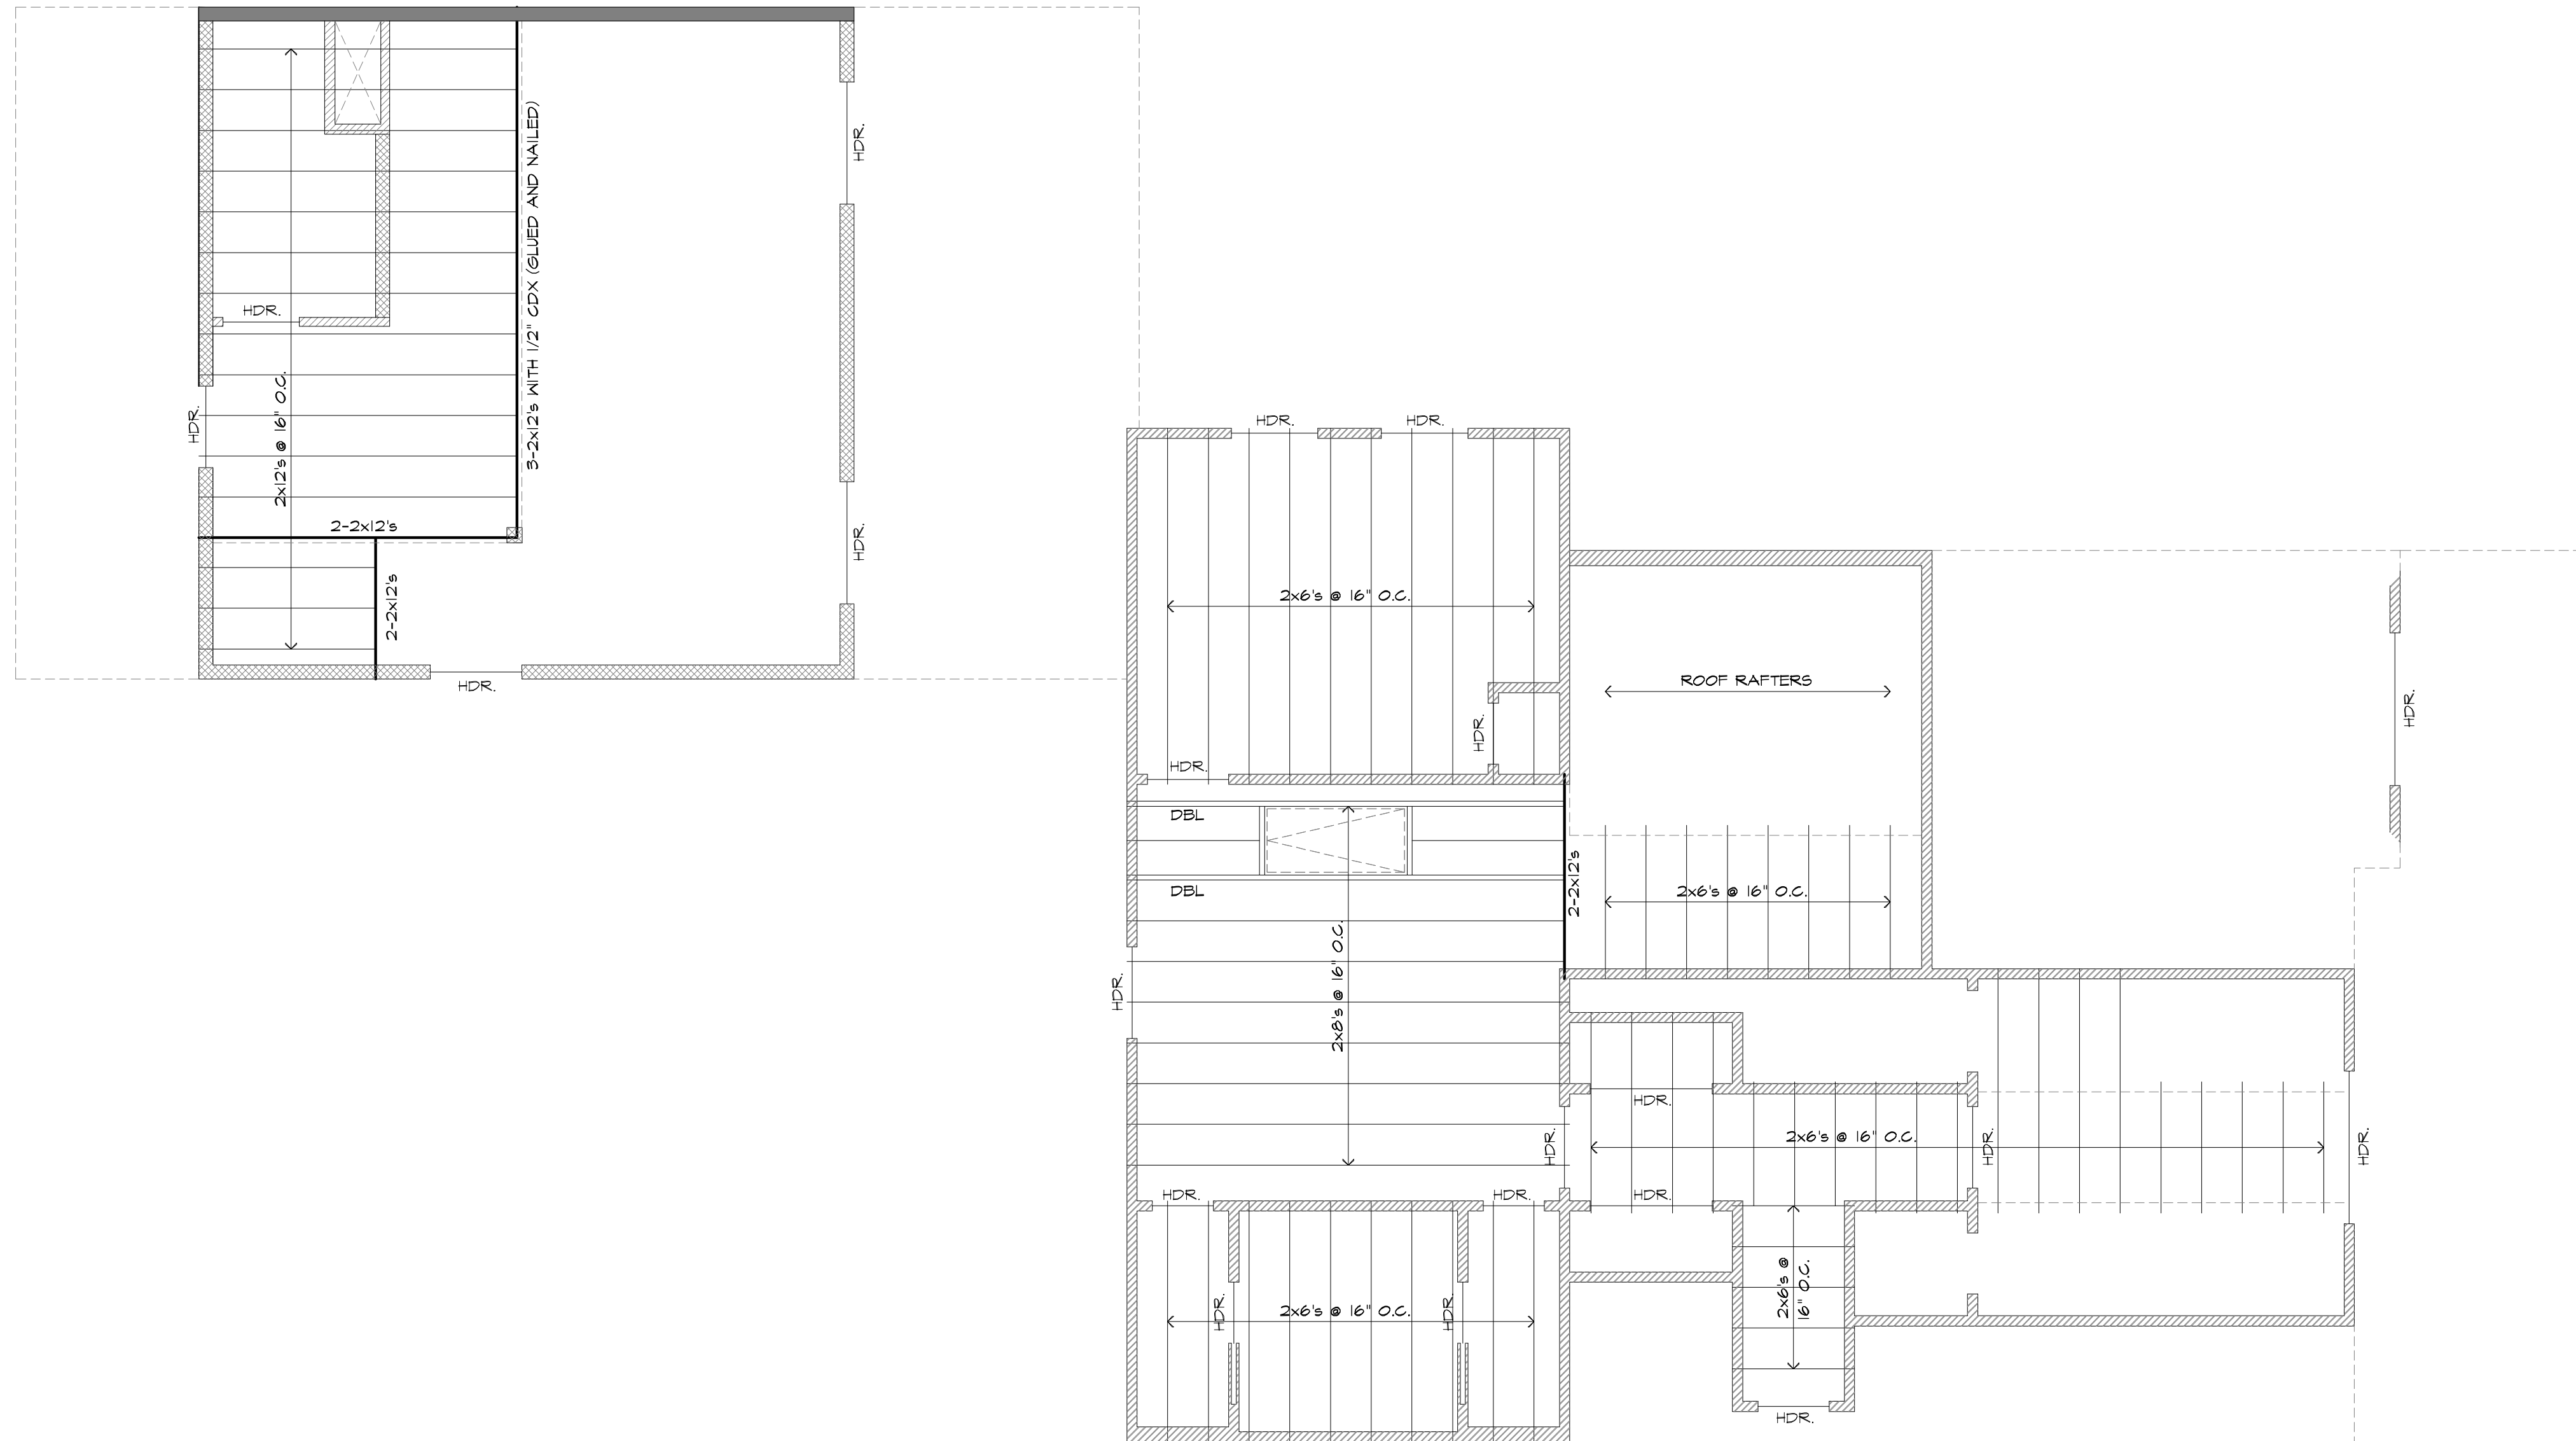 HDR.
3-2x12's WITH 1/2" CDX (GLUED AND NAILED)
HDR.
HDR.
2x12's @ 16" O.C.
2-2x12's
HDR.
2-2x12's
HDR.
HDR.
HDR.
2x6's @ 16" O.C.
ROOF RAFTERS
HDR.
HDR.
HDR.
DBL
2-2x12's
DBL
2x6's @ 16" O.C.
2x8's @ 16" O.C.
HDR.
HDR.
HDR.
2x6's @ 16" O.C.
HDR.
HDR.
HDR.
HDR.
HDR.
2x6's @
16" O.C.
HDR.
2x6's @ 16" O.C.
HDR.
HDR.